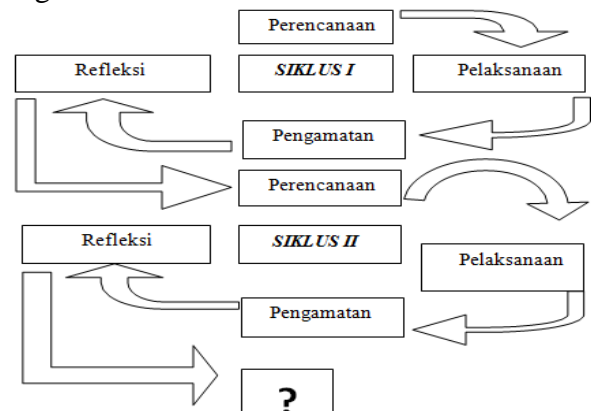 Perencanaan
Refleksi
SIKLUS I
Pelaksanaan
Pengamatan
Perencanaan
Refleksi
SIKLUS II
Pelaksanaan
Pengamatan
?